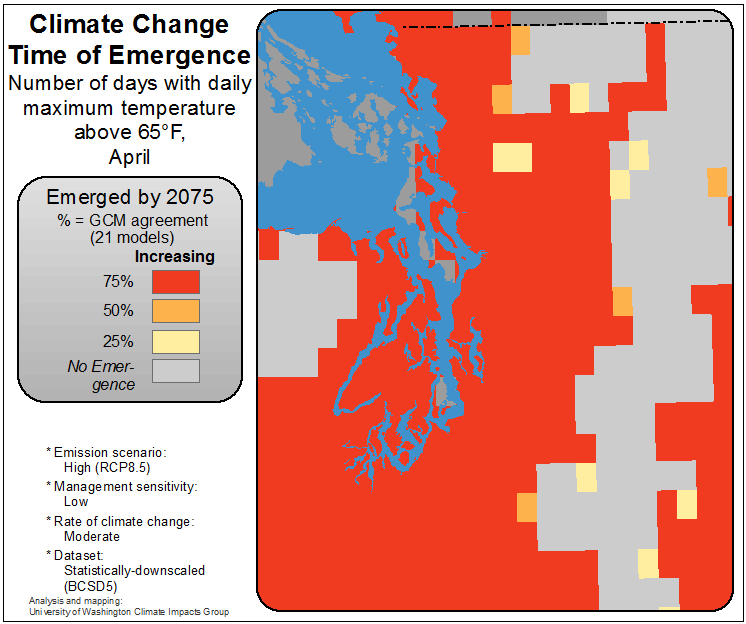 Climate Change
Time of Emergence
Number of days with daily
maximum temperature
above 65°F,
April
Emerged by 2075
% = GCM agreement
(21 models)
Increasing
75%
50%
25%
No Emer-
gence
* Emission scenario:
High (RCP8.5)
* Management sensitivity:
Low
* Rate of climate change:
Moderate
* Dataset:
Statistically-downscaled
(BCSD5)
Analysis and mapping:
University of Washington Climate Impacts Group